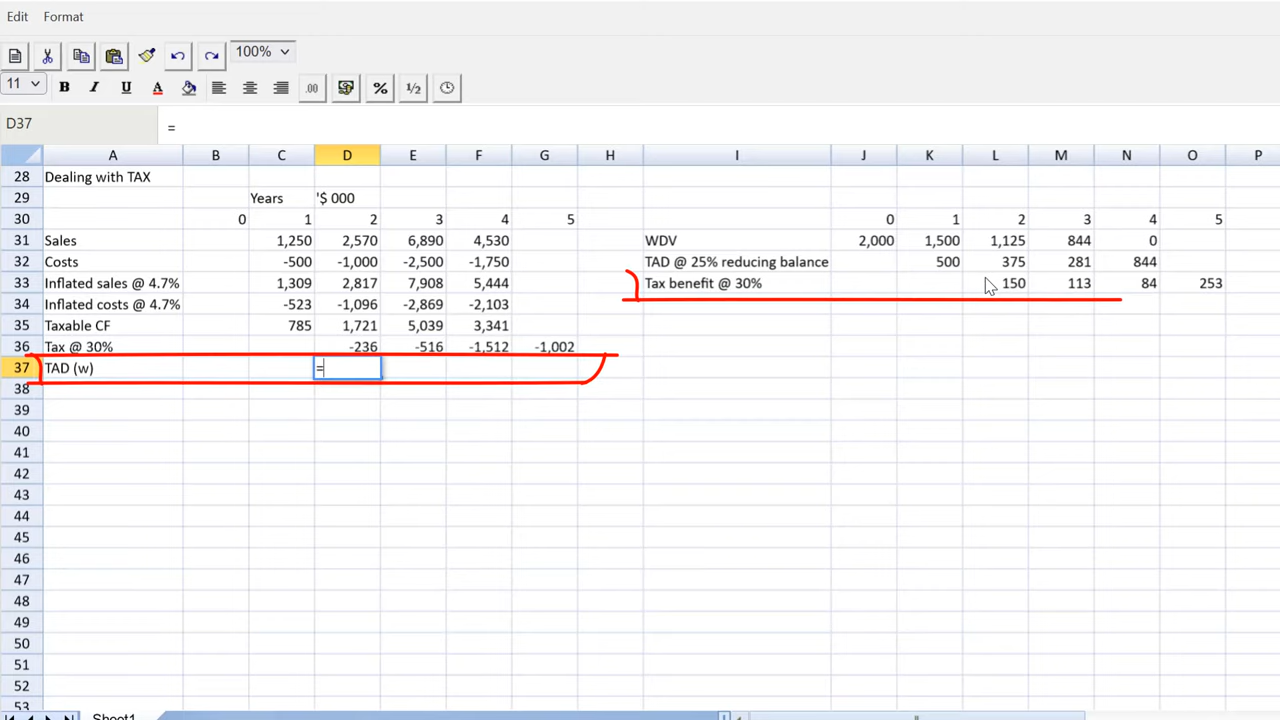 Edit Format
100%
11 B I U A .00 % ½
D37 =
A B C D E F G H I J K L M N O P
28 Dealing with TAX
29 Years '$ 000
30 0 1 2 3 4 5 0 1 2 3 4 5
31 Sales 1,250 2,570 6,890 4,530 WDV 2,000 1,500 1,125 844 0
32 Costs -500 -1,000 -2,500 -1,750 TAD @ 25% reducing balance 500 375 281 844
33 Inflated sales @ 4.7% 1,309 2,817 7,908 5,444 Tax benefit @ 30% 150 113 84 253
34 Inflated costs @ 4.7% -523 -1,096 -2,869 -2,103
35 Taxable CF 785 1,721 5,039 3,341
36 Tax @ 30% -236 -516 -1,512 -1,002
37 TAD (w) =
38
39
40
41
42
43
44
45
46
47
48
49
50
51
52
53
Sheet1